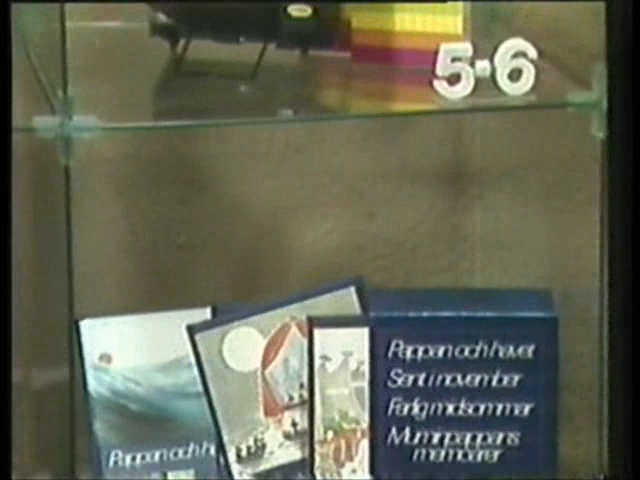 5-6
Pappan och havet
Sent i november
Farlig midsommar
Muminpappans
memoarer
Pappan och h